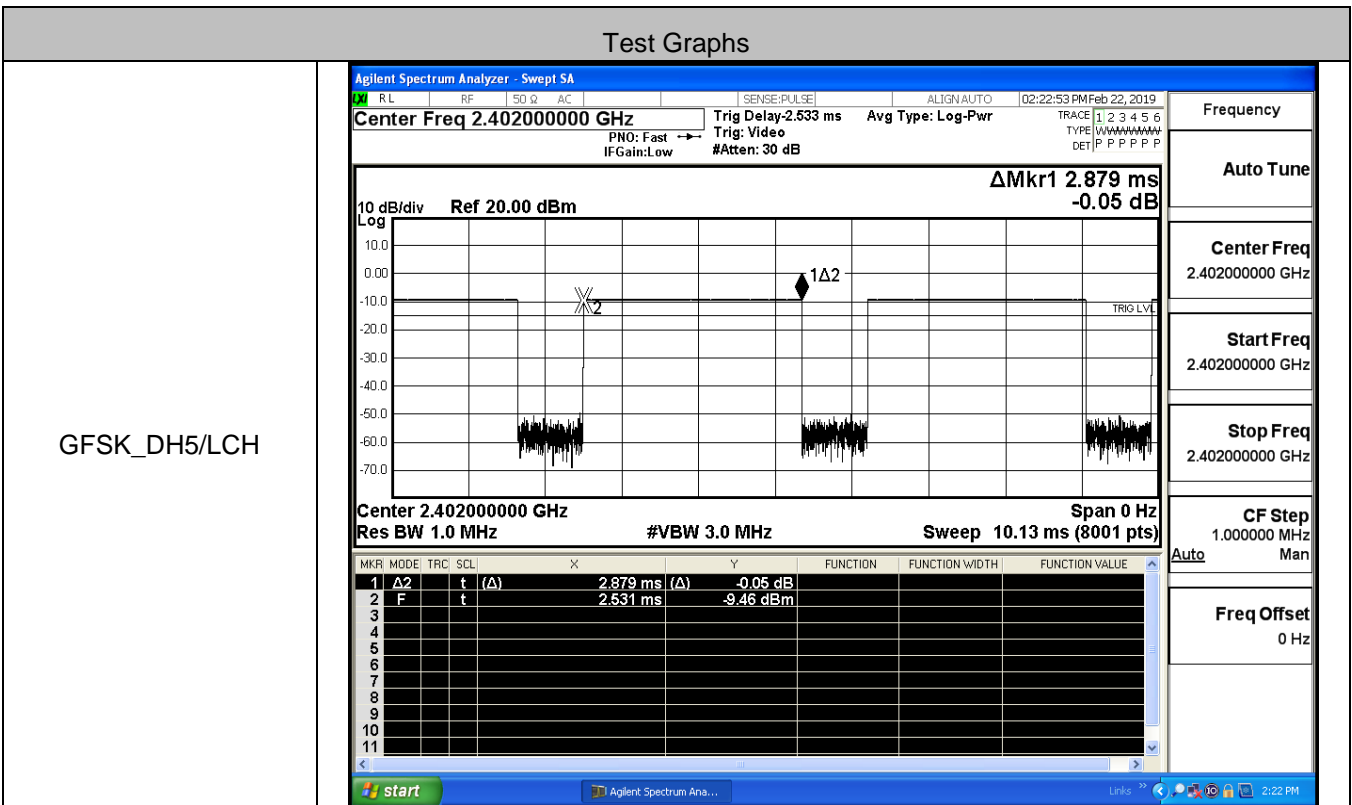 Test Graphs
GFSK_DH5/LCH
Agilent Spectrum Analyzer - Swept SA
LXI RL RF 50 Ω AC SENSE:PULSE ALIGN AUTO 02:22:53 PM Feb 22, 2019
Center Freq 2.402000000 GHz
PNO: Fast
IFGain:Low
Trig Delay-2.533 ms
Trig: Video
#Atten: 30 dB
Avg Type: Log-Pwr
TRACE 1 2 3 4 5 6
TYPE WWWWWW
DET P P P P P P
ΔMkr1 2.879 ms
-0.05 dB
10 dB/div Ref 20.00 dBm
Log
10.0
0.00
-10.0
-20.0
-30.0
-40.0
-50.0
-60.0
-70.0
2
1Δ2
TRIG LVL
Center 2.402000000 GHz Span 0 Hz
Res BW 1.0 MHz #VBW 3.0 MHz Sweep 10.13 ms (8001 pts)
MKR MODE TRC SCL X Y FUNCTION FUNCTION WIDTH FUNCTION VALUE
1 Δ2 t (Δ) 2.879 ms (Δ) -0.05 dB
2 F t 2.531 ms -9.46 dBm
3
4
5
6
7
8
9
10
11
Frequency
Auto Tune
Center Freq
2.402000000 GHz
Start Freq
2.402000000 GHz
Stop Freq
2.402000000 GHz
CF Step
1.000000 MHz
Auto Man
Freq Offset
0 Hz
start Agilent Spectrum Ana... Links 2:22 PM